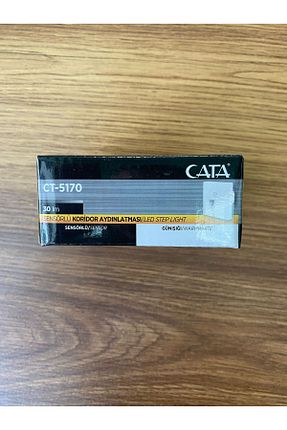 CATA
CT-5170
30 lm
SENSÖRLÜ KORİDOR AYDINLATMASI/LED STEP LIGHT
SENSÖRLÜ/SENSOR
GÜNIŞIĞI/WARM WHITE